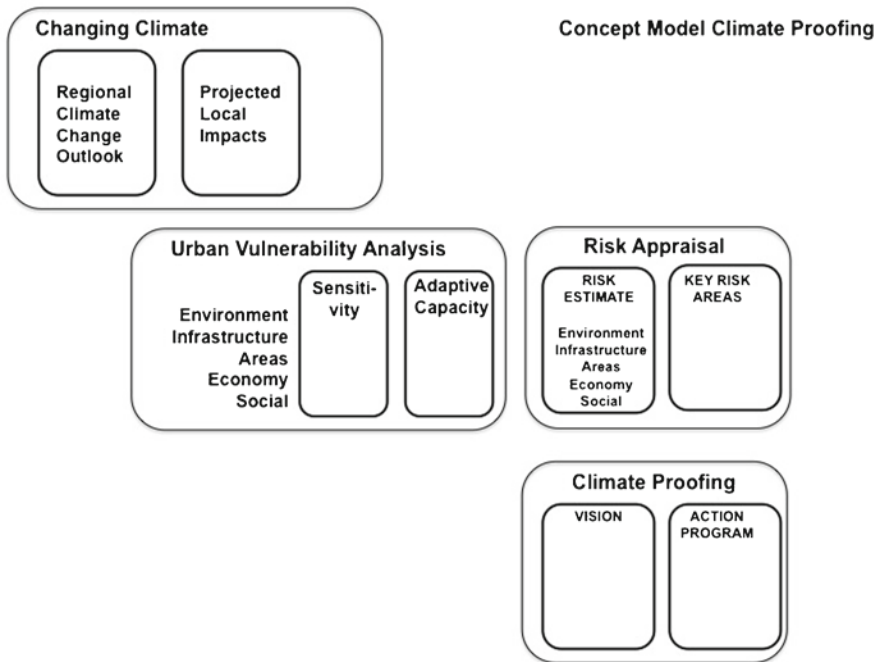 Changing Climate
Concept Model Climate Proofing
Regional
Climate
Change
Outlook
Projected
Local
Impacts
Urban Vulnerability Analysis
Environment
Infrastructure
Areas
Economy
Social
Sensiti-
vity
Adaptive
Capacity
Risk Appraisal
RISK
ESTIMATE
Environment
Infrastructure
Areas
Economy
Social
KEY RISK
AREAS
Climate Proofing
VISION
ACTION
PROGRAM